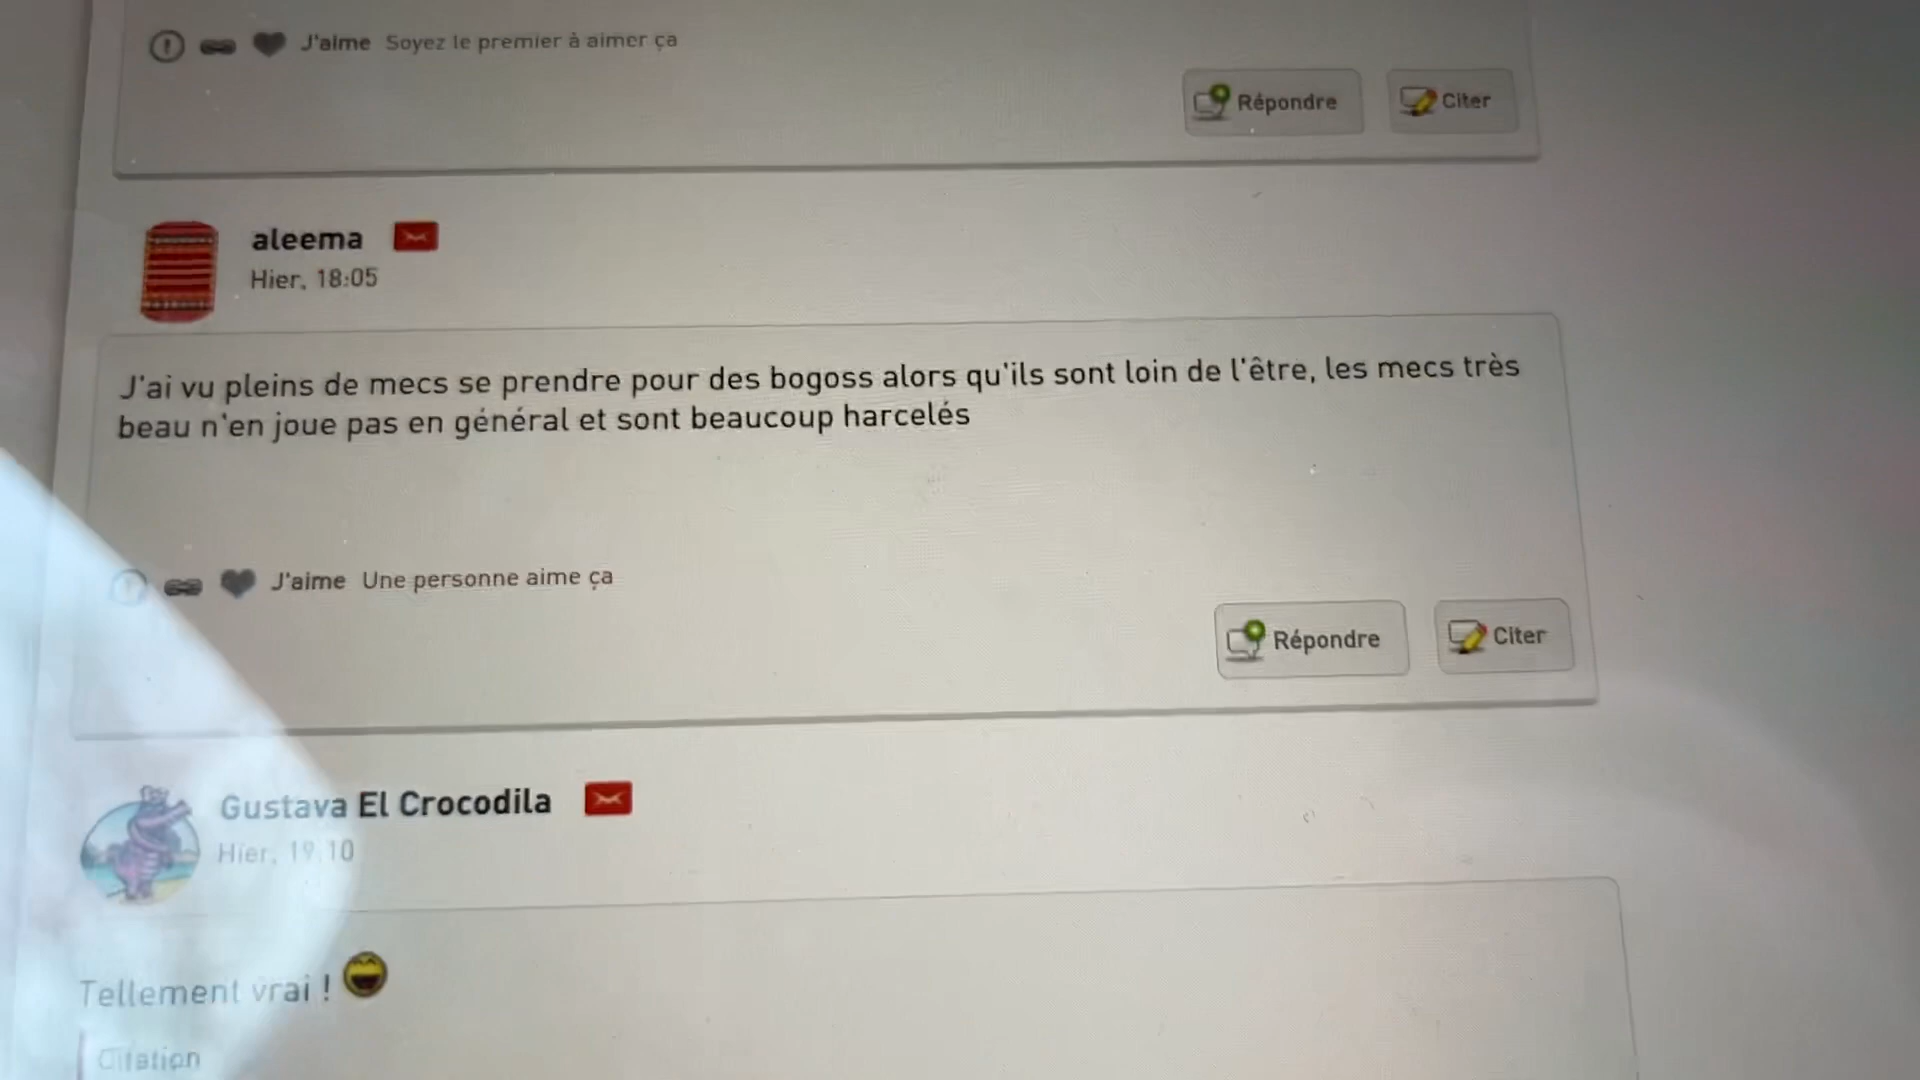 J'aime Soyez le premier à aimer ça
Répondre Citer
aleema
Hier, 18:05
J'ai vu pleins de mecs se prendre pour des bogoss alors qu'ils sont loin de l'être, les mecs très
beau n'en joue pas en général et sont beaucoup harcelés
J'aime Une personne aime ça
Répondre Citer
Gustava El Crocodila
Hier, 19:10
Tellement vrai !
Citation